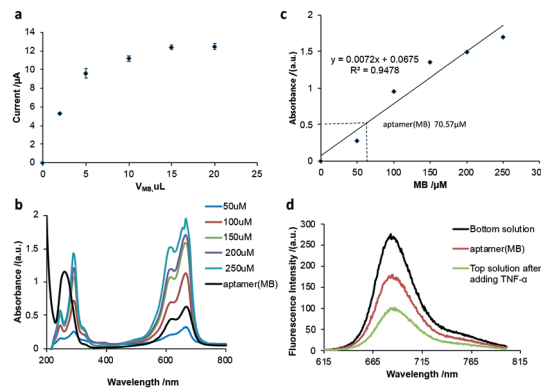 a
Current /μA
14
12
10
8
6
4
2
0
0 5 10 15 20 25
VMB,uL
c
Absorbance /(a.u.)
2
1.5
1
0.5
0
y = 0.0072x + 0.0675
R² = 0.9478
aptamer(MB) 70.57μM
0 50 100 150 200 250 300
MB /μM
b
Absorbance /(a.u.)
2
1.5
1
0.5
0
50uM
100uM
150uM
200uM
250uM
aptamer(MB)
200 400 600 800
Wavelength /nm
d
Fluorescence Intensity /(a.u.)
300
250
200
150
100
50
0
Bottom solution
aptamer(MB)
Top solution after
adding TNF-α
615 665 715 765 815
Wavelength /nm